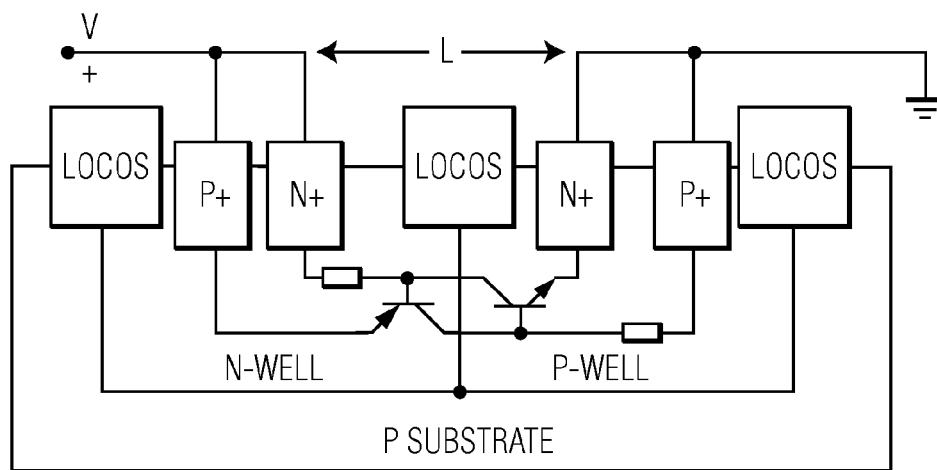 V
+
L
LOCOS
P+
N+
LOCOS
N+
P+
LOCOS
N-WELL
P-WELL
P SUBSTRATE